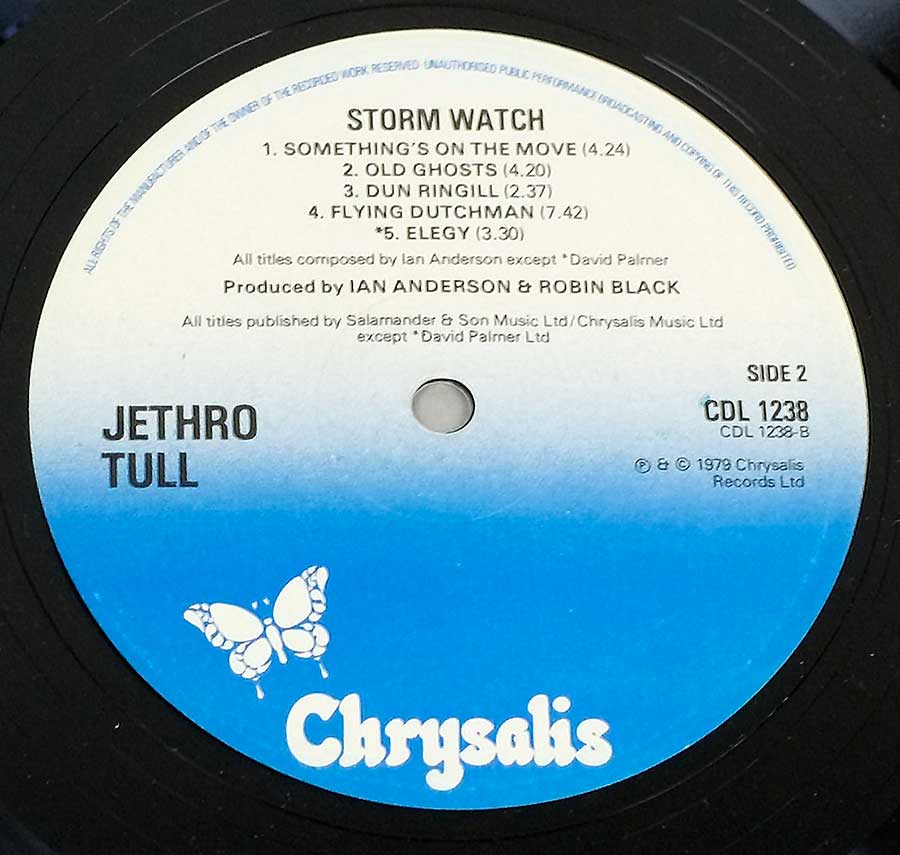 ALL RIGHTS OF THE MANUFACTURER AND OF THE OWNER OF THE RECORDED WORK RESERVED UNAUTHORISED PUBLIC PERFORMANCE BROADCASTING AND COPYING OF THIS RECORD PROHIBITED
STORM WATCH
1. SOMETHING'S ON THE MOVE (4.24)
2. OLD GHOSTS (4.20)
3. DUN RINGILL (2.37)
4. FLYING DUTCHMAN (7.42)
*5. ELEGY (3.30)
All titles composed by Ian Anderson except *David Palmer
Produced by IAN ANDERSON & ROBIN BLACK
All titles published by Salamander & Son Music Ltd/Chrysalis Music Ltd
except *David Palmer Ltd
SIDE 2
CDL 1238
CDL 1238-B
JETHRO
TULL
℗ & © 1979 Chrysalis
Records Ltd
Chrysalis